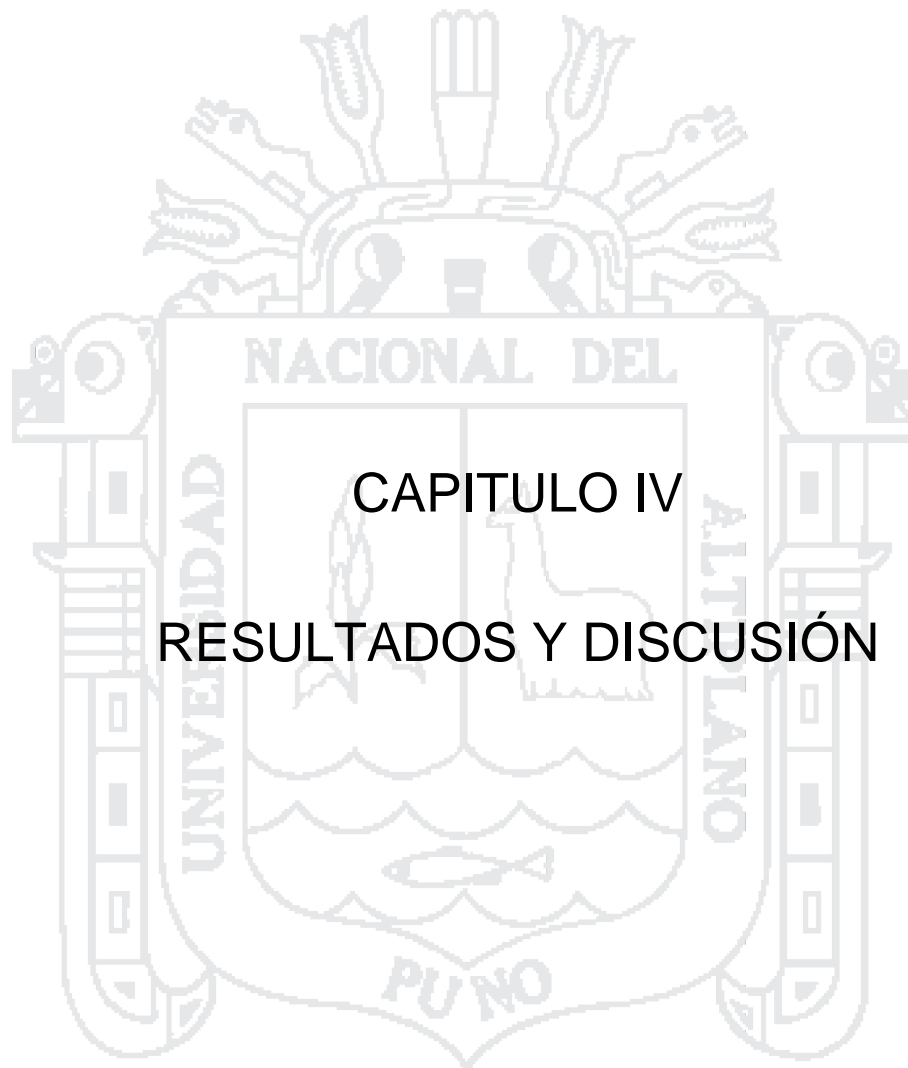 NACIONAL DEL
CAPITULO IV
UNIVERSIDAD
ALTIPLANO
RESULTADOS Y DISCUSIÓN
PUNO